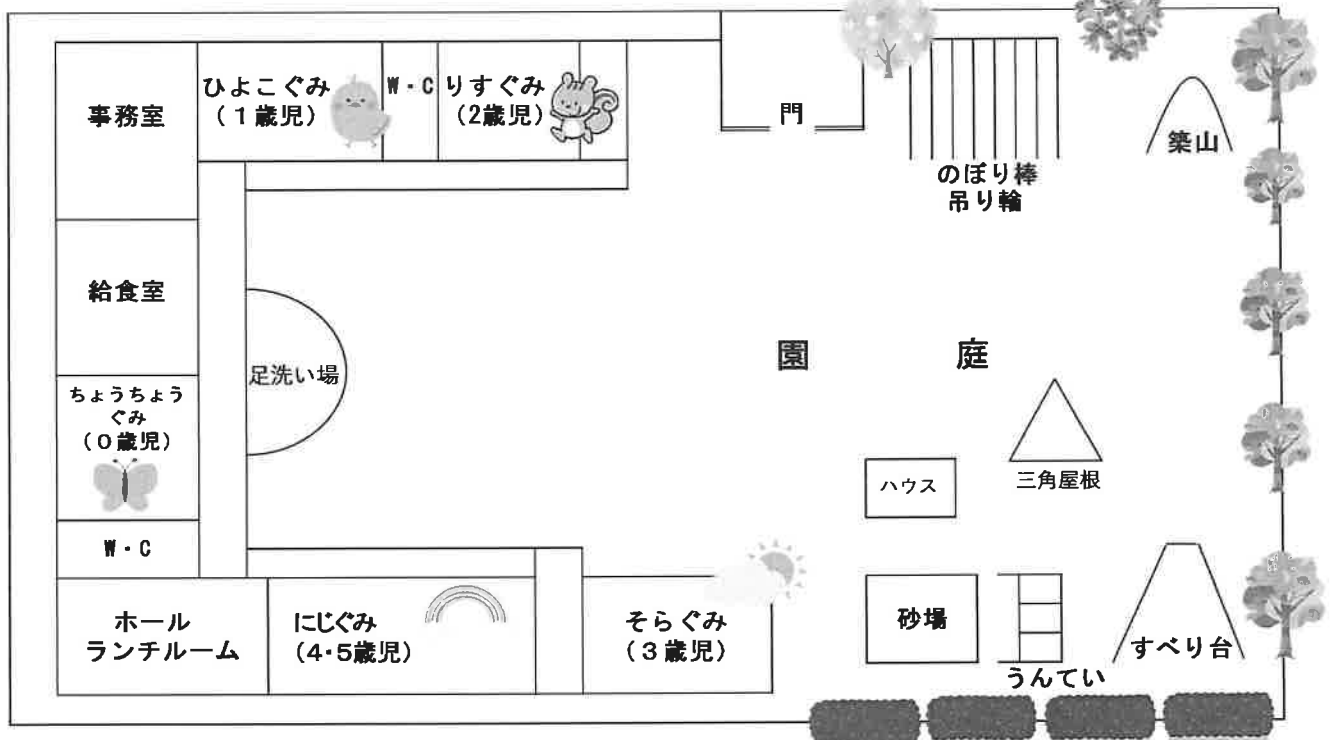 事務室
ひよこぐみ
(1歳児)
W・C
りすぐみ
(2歳児)
門
のぼり棒
吊り輪
築山
給食室
足洗い場
園庭
ちょうちょう
ぐみ
(0歳児)
W・C
ハウス
三角屋根
ホール
ランチルーム
にじぐみ
(4・5歳児)
そらぐみ
(3歳児)
砂場
うんてい
すべり台